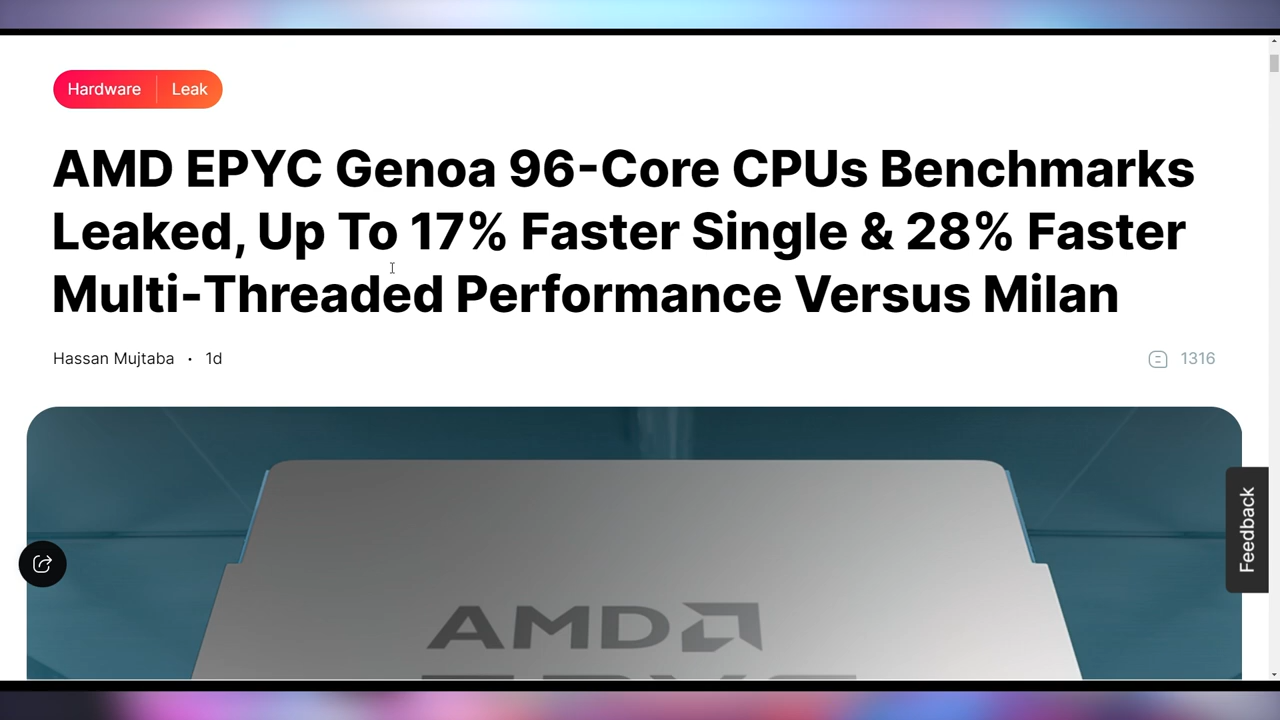 Hardware Leak
AMD EPYC Genoa 96-Core CPUs Benchmarks
Leaked, Up To 17% Faster Single & 28% Faster
Multi-Threaded Performance Versus Milan
Hassan Mujtaba • 1d
1316
Feedback
AMD
EPYC